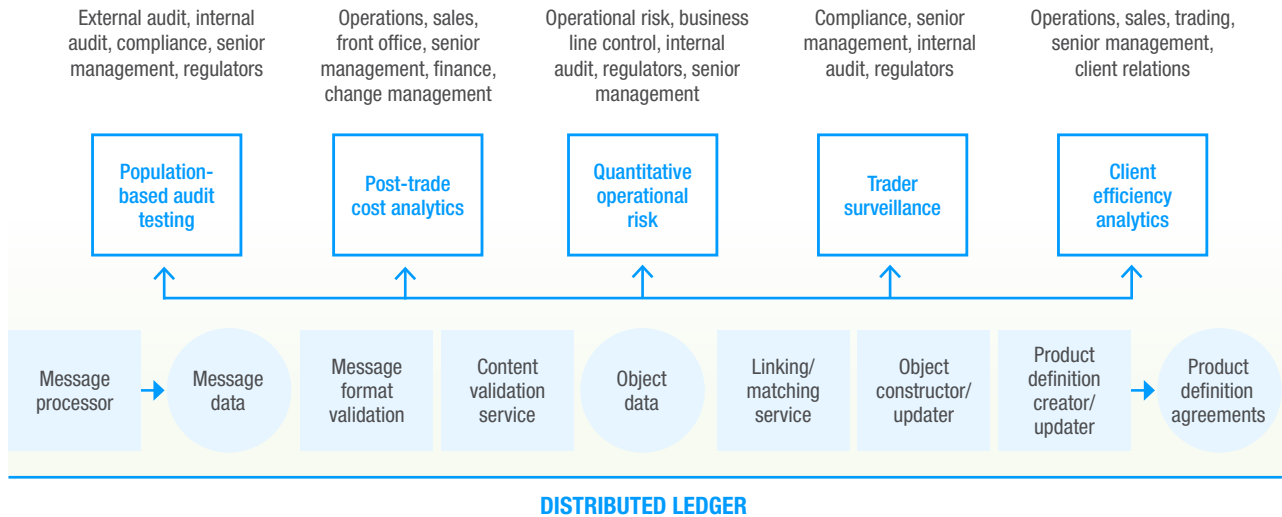 External audit, internal
audit, compliance, senior
management, regulators
Operations, sales,
front office, senior
management, finance,
change management
Operational risk, business
line control, internal
audit, regulators, senior
management
Compliance, senior
management, internal
audit, regulators
Operations, sales, trading,
senior management,
client relations
Population-
based audit
testing
Post-trade
cost analytics
Quantitative
operational
risk
Trader
surveillance
Client
efficiency
analytics
Message
processor
Message
data
Message
format
validation
Content
validation
service
Object
data
Linking/
matching
service
Object
constructor/
updater
Product
definition
creator/
updater
Product
definition
agreements
DISTRIBUTED LEDGER